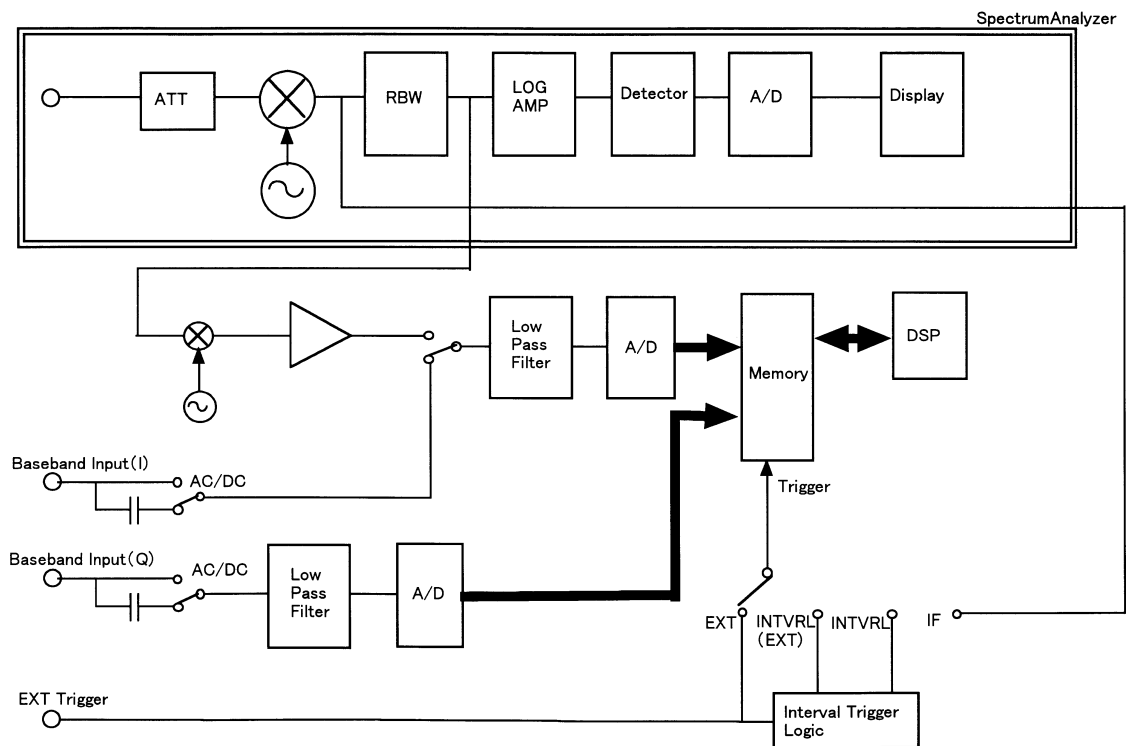 SpectrumAnalyzer
ATT
RBW
LOG
AMP
Detector
A/D
Display
Low
Pass
Filter
A/D
Memory
DSP
Baseband Input(I)
AC/DC
Trigger
Baseband Input(Q)
AC/DC
Low
Pass
Filter
A/D
EXT
INTVRL
(EXT)
INTVRL
IF
EXT Trigger
Interval Trigger
Logic